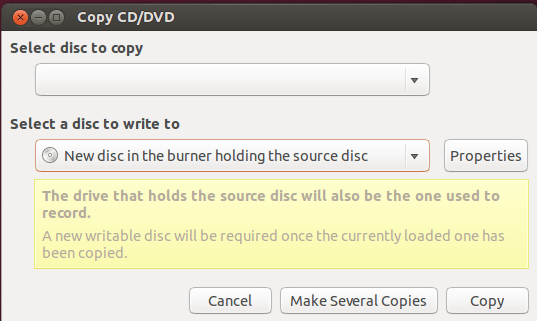 Copy CD/DVD
Select disc to copy
Select a disc to write to
New disc in the burner holding the source disc
Properties
The drive that holds the source disc will also be the one used to
record.
A new writable disc will be required once the currently loaded one has
been copied.
Cancel
Make Several Copies
Copy